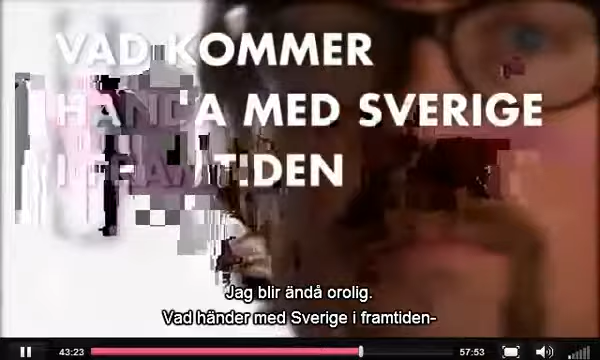 VAD KOMMER
HÄNDA MED SVERIGE
I FRAMTIDEN
Jag blir ändå orolig.
Vad händer med Sverige i framtiden-
43:23
57:53